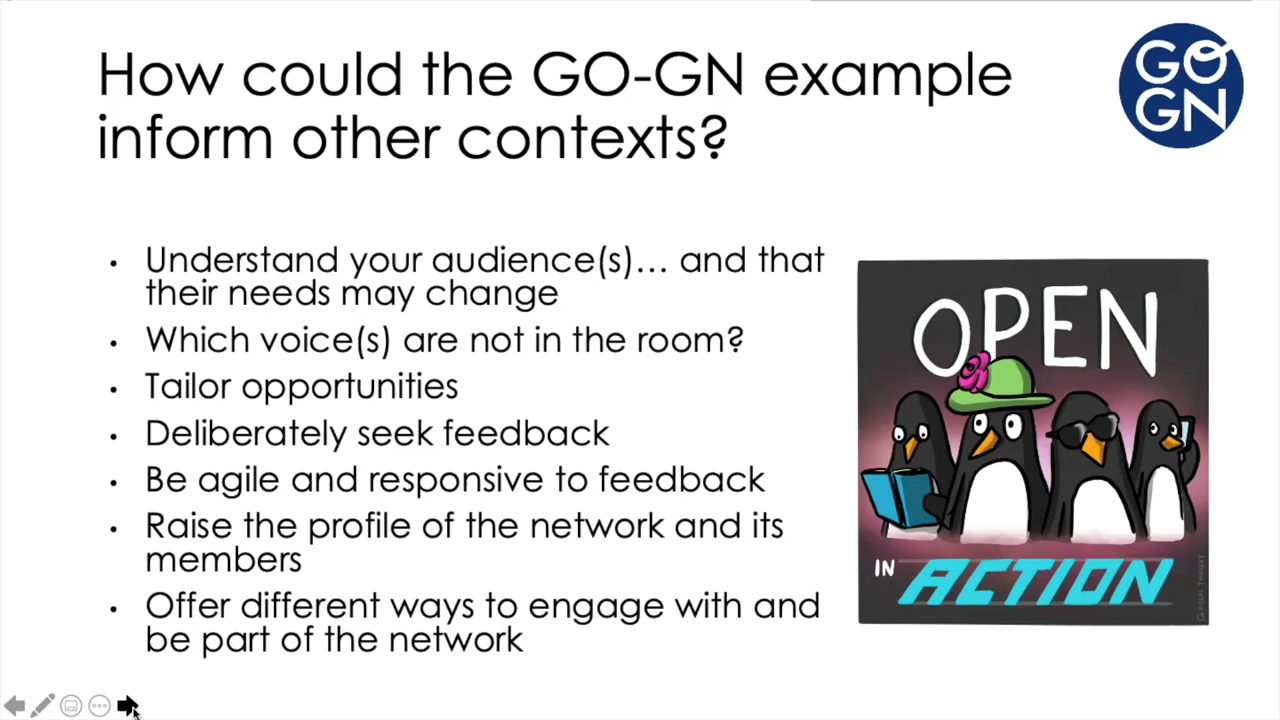 How could the GO-GN example
inform other contexts?
GO
GN
• Understand your audience(s)... and that
their needs may change
• Which voice(s) are not in the room?
• Tailor opportunities
• Deliberately seek feedback
• Be agile and responsive to feedback
• Raise the profile of the network and its
members
• Offer different ways to engage with and
be part of the network
OPEN
IN ACTION